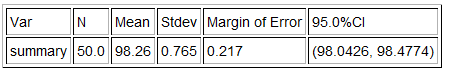 Var N Mean Stdev Margin of Error 95.0%CI
summary 50.0 98.26 0.765 0.217 (98.0426, 98.4774)